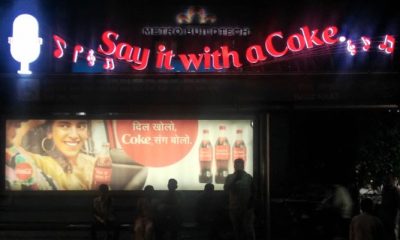 METRO BUILDTECH
Say it with a Coke.
दिल खोलो,
Coke संग बोलो.